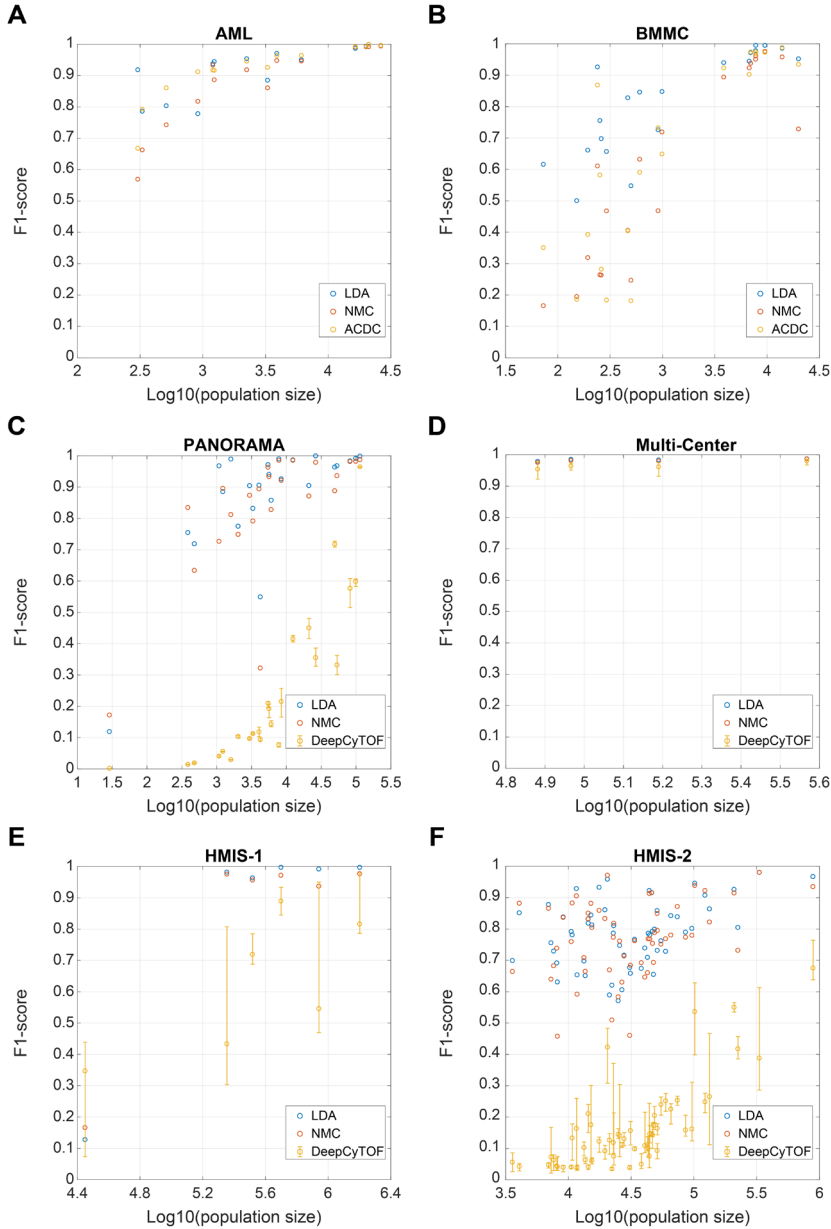 A
AML
1
0.9
0.8
0.7
0.6
0.5
0.4
0.3
0.2
0.1
0
F1-score
2 2.5 3 3.5 4 4.5
Log10(population size)
LDA
NMC
ACDC
B
BMMC
1
0.9
0.8
0.7
0.6
0.5
0.4
0.3
0.2
0.1
0
F1-score
1.5 2 2.5 3 3.5 4 4.5
Log10(population size)
LDA
NMC
ACDC
C
PANORAMA
1
0.9
0.8
0.7
0.6
0.5
0.4
0.3
0.2
0.1
0
F1-score
1 1.5 2 2.5 3 3.5 4 4.5 5 5.5
Log10(population size)
LDA
NMC
DeepCyTOF
D
Multi-Center
1
0.9
0.8
0.7
0.6
0.5
0.4
0.3
0.2
0.1
0
F1-score
4.8 4.9 5 5.1 5.2 5.3 5.4 5.5 5.6
Log10(population size)
LDA
NMC
DeepCyTOF
E
HMIS-1
1
0.9
0.8
0.7
0.6
0.5
0.4
0.3
0.2
0.1
0
F1-score
4.4 4.8 5.2 5.6 6 6.4
Log10(population size)
LDA
NMC
DeepCyTOF
F
HMIS-2
1
0.9
0.8
0.7
0.6
0.5
0.4
0.3
0.2
0.1
0
F1-score
3.5 4 4.5 5 5.5 6
Log10(population size)
LDA
NMC
DeepCyTOF